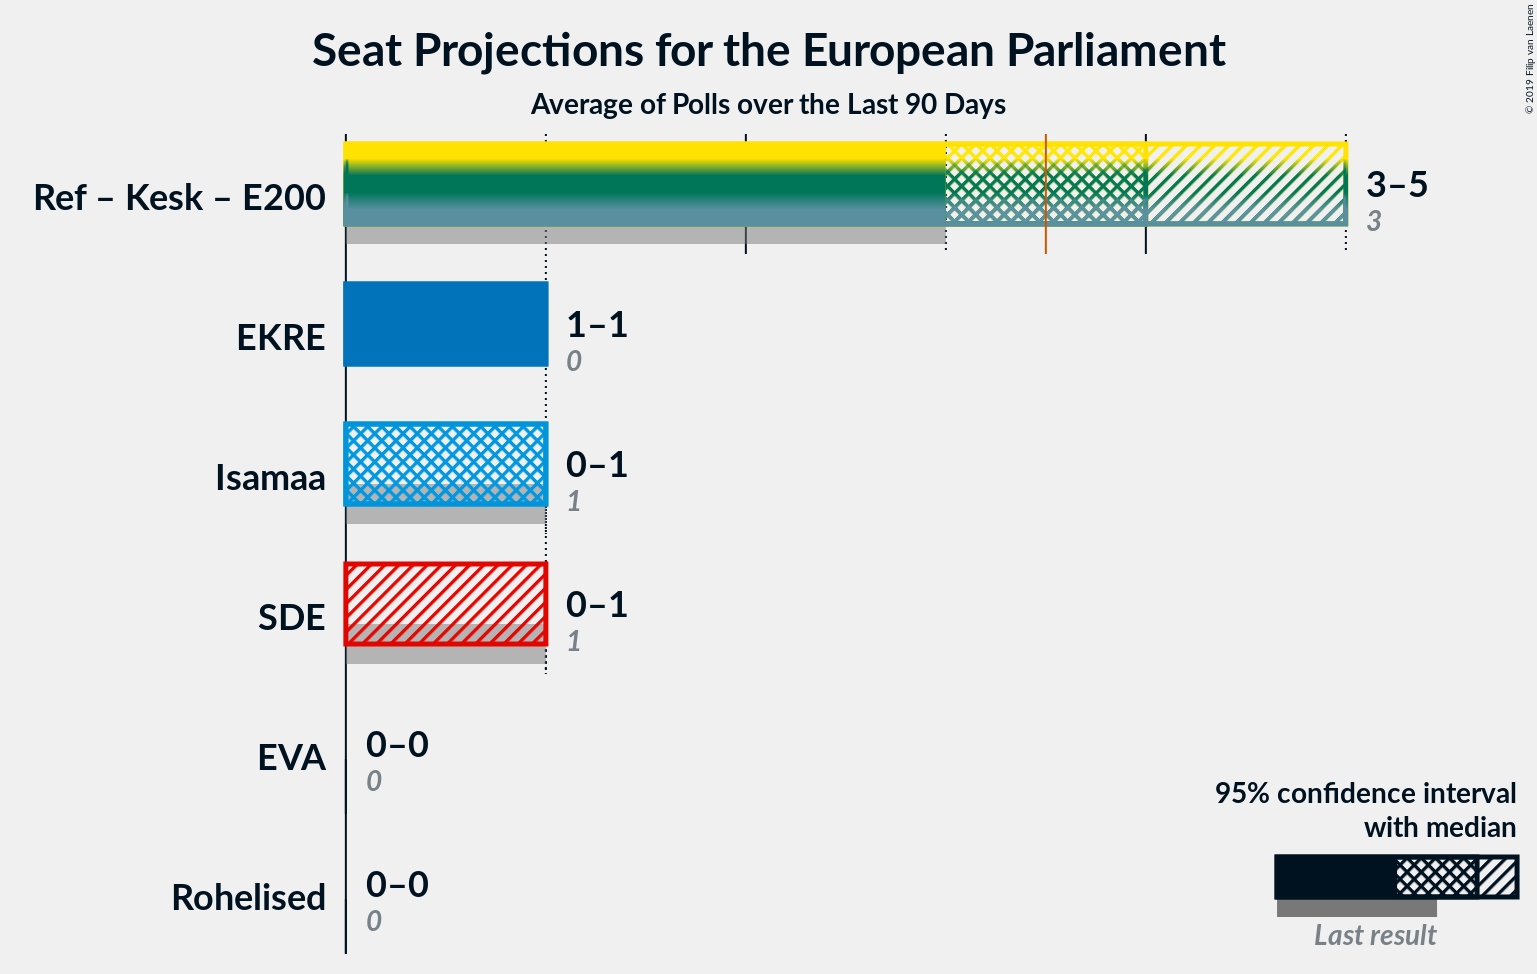 Seat Projections for the European Parliament
Average of Polls over the Last 90 Days
© 2019 Filip van Laenen
Ref – Kesk – E200
3–5
3
EKRE
1–1
0
Isamaa
0–1
1
SDE
0–1
1
EVA
0–0
0
Rohelised
0–0
0
95% confidence interval
with median
Last result